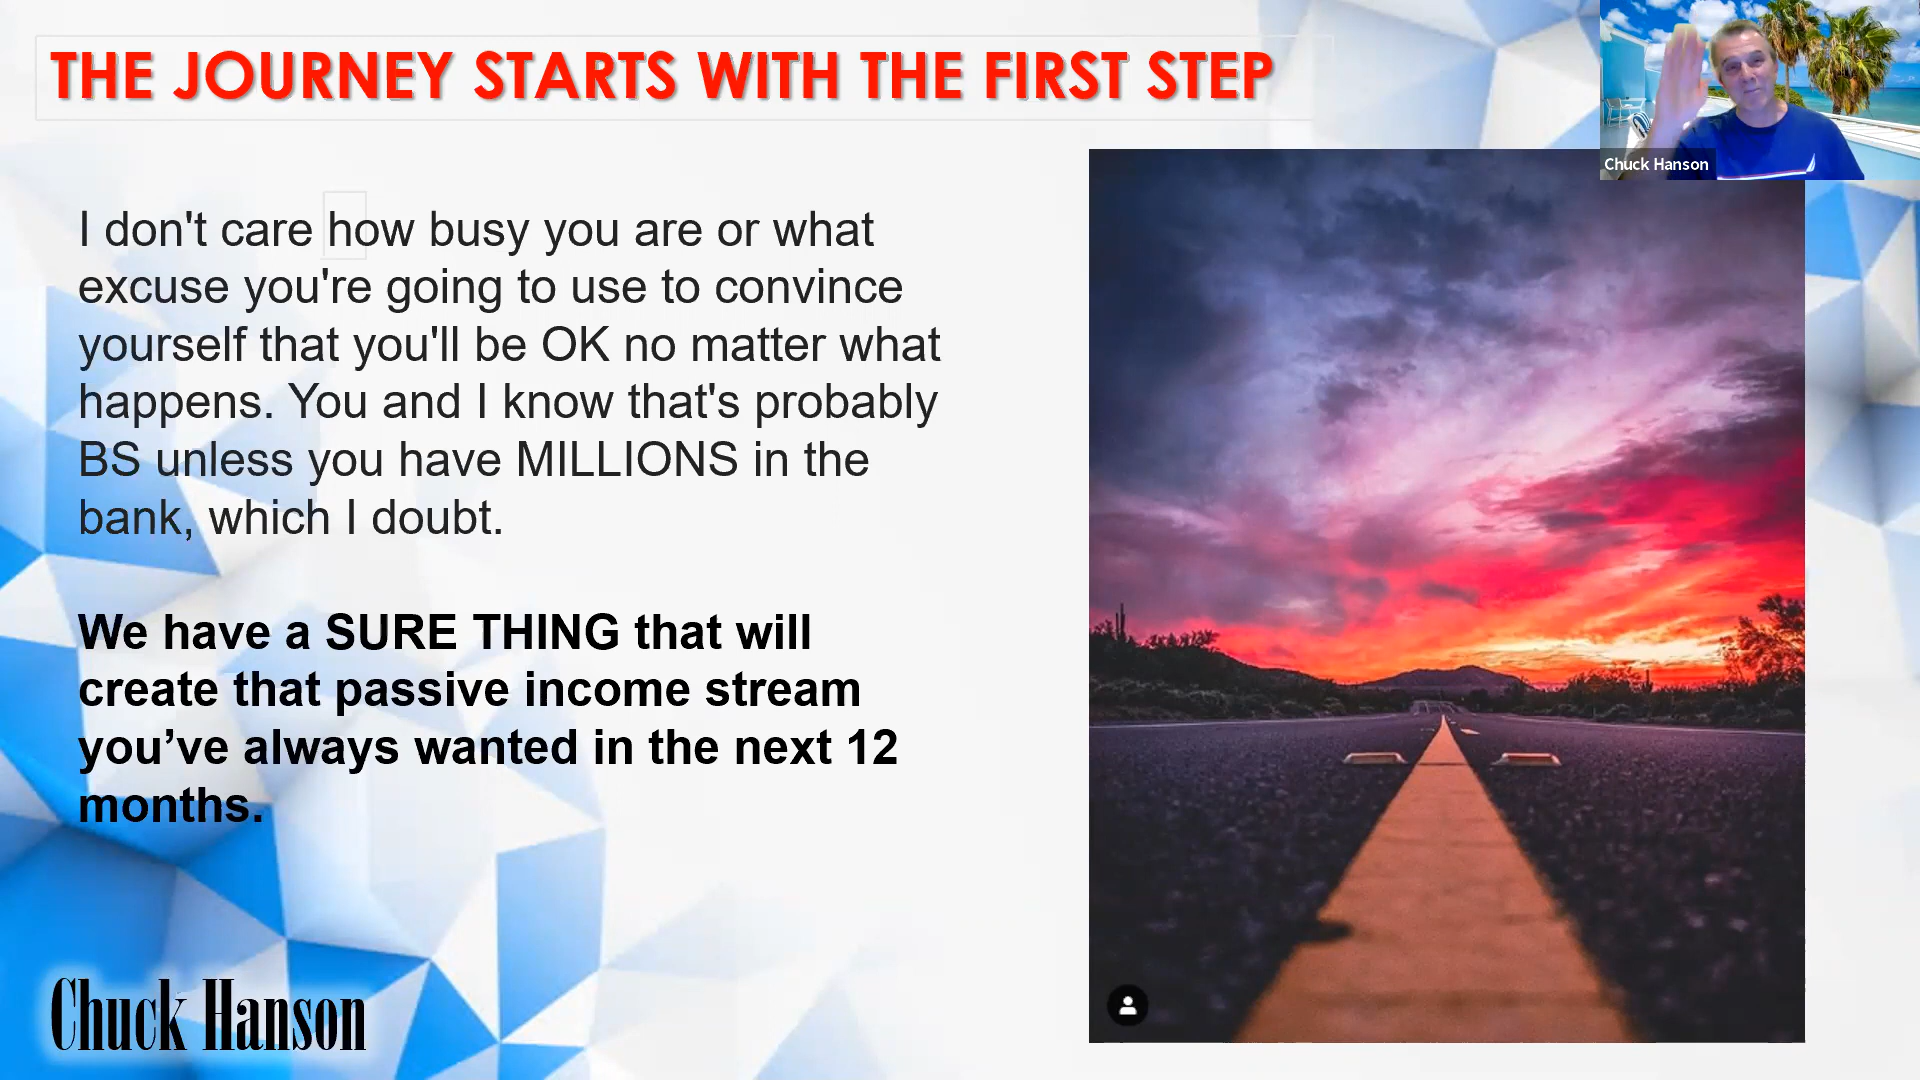 THE JOURNEY STARTS WITH THE FIRST STEP
Chuck Hanson
I don't care how busy you are or what
excuse you're going to use to convince
yourself that you'll be OK no matter what
happens. You and I know that's probably
BS unless you have MILLIONS in the
bank, which I doubt.
We have a SURE THING that will
create that passive income stream
you’ve always wanted in the next 12
months.
Chuck Hanson